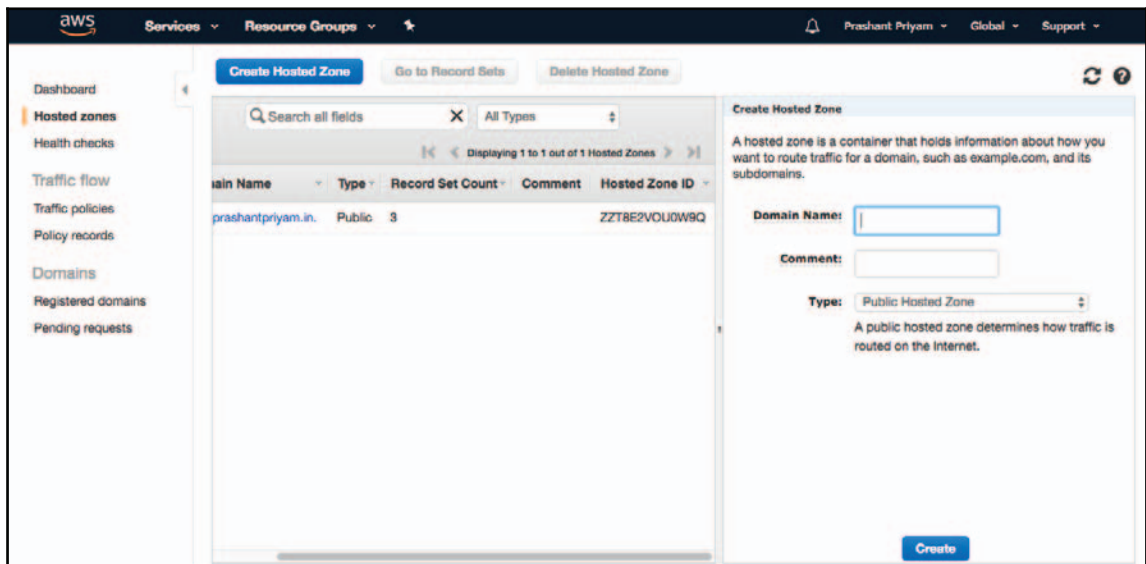 aws Services Resource Groups Prashant Priyam Global Support
Dashboard
Hosted zones
Health checks
Traffic flow
Traffic policies
Policy records
Domains
Registered domains
Pending requests
Create Hosted Zone Go to Record Sets Delete Hosted Zone
Search all fields X All Types
Displaying 1 to 1 out of 1 Hosted Zones
ain Name Type Record Set Count Comment Hosted Zone ID
prashantpriyam.in. Public 3 ZZT8E2VOU0W9Q
Create Hosted Zone
A hosted zone is a container that holds information about how you
want to route traffic for a domain, such as example.com, and its
subdomains.
Domain Name:
Comment:
Type: Public Hosted Zone
A public hosted zone determines how traffic is
routed on the Internet.
Create